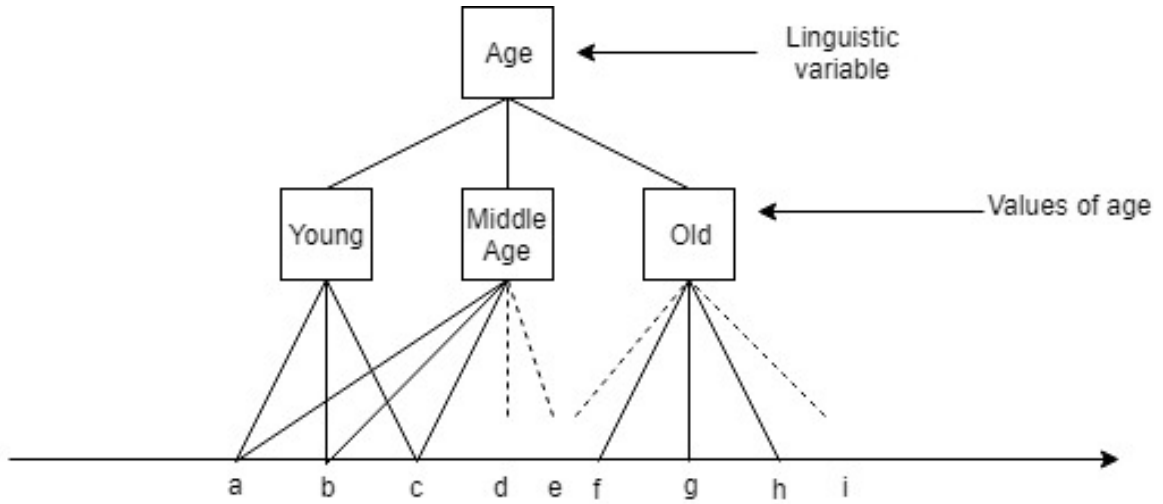 Age
Linguistic
variable
Young
Middle
Age
Old
Values of age
a b c d e f g h i